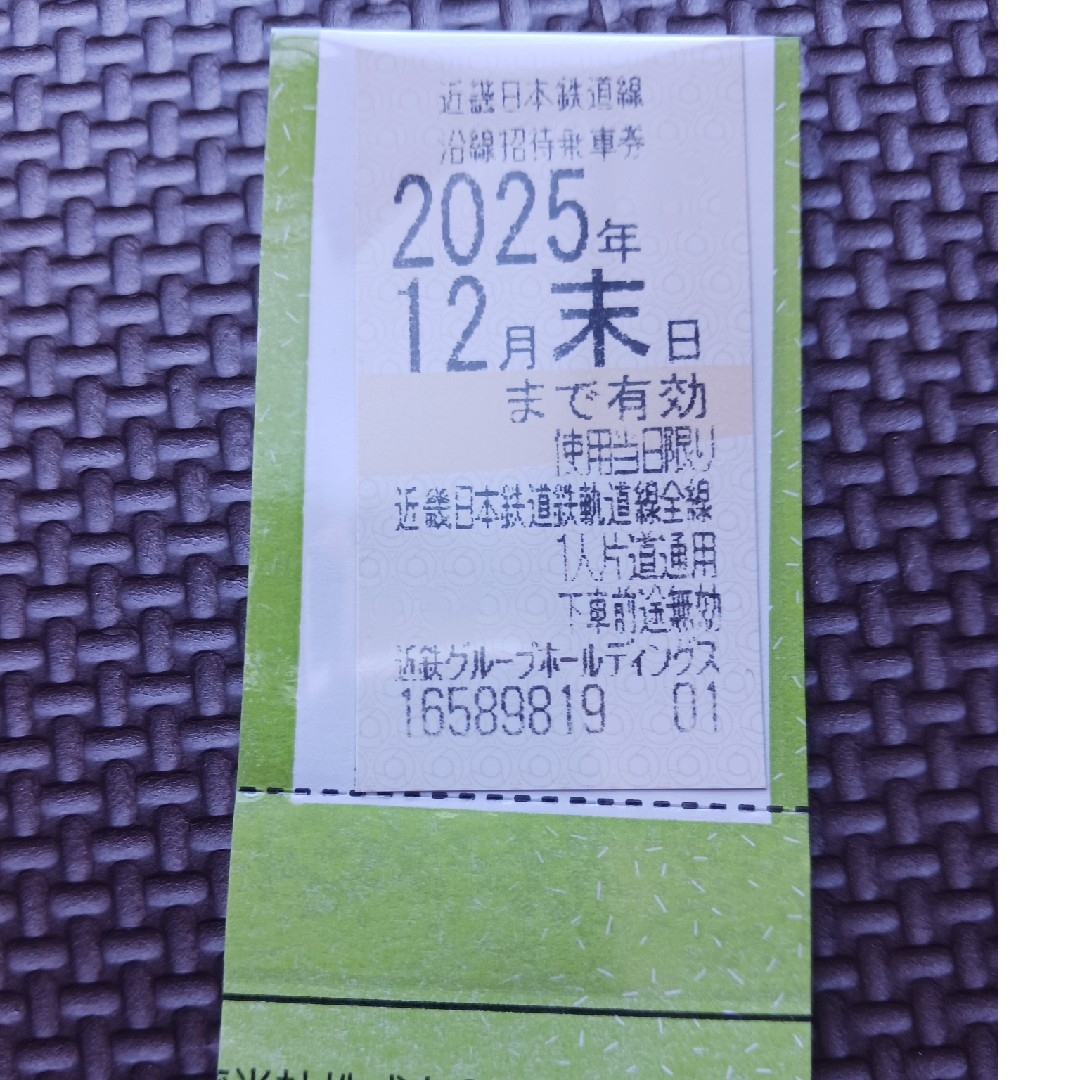 近畿日本鉄道線
沿線招待乗車券
2025年
12月末日
まで有効
使用当日限り
近畿日本鉄道鉄軌道線全線
1人片道通用
下車前途無効
近鉄グループホールディングス
16589819 01